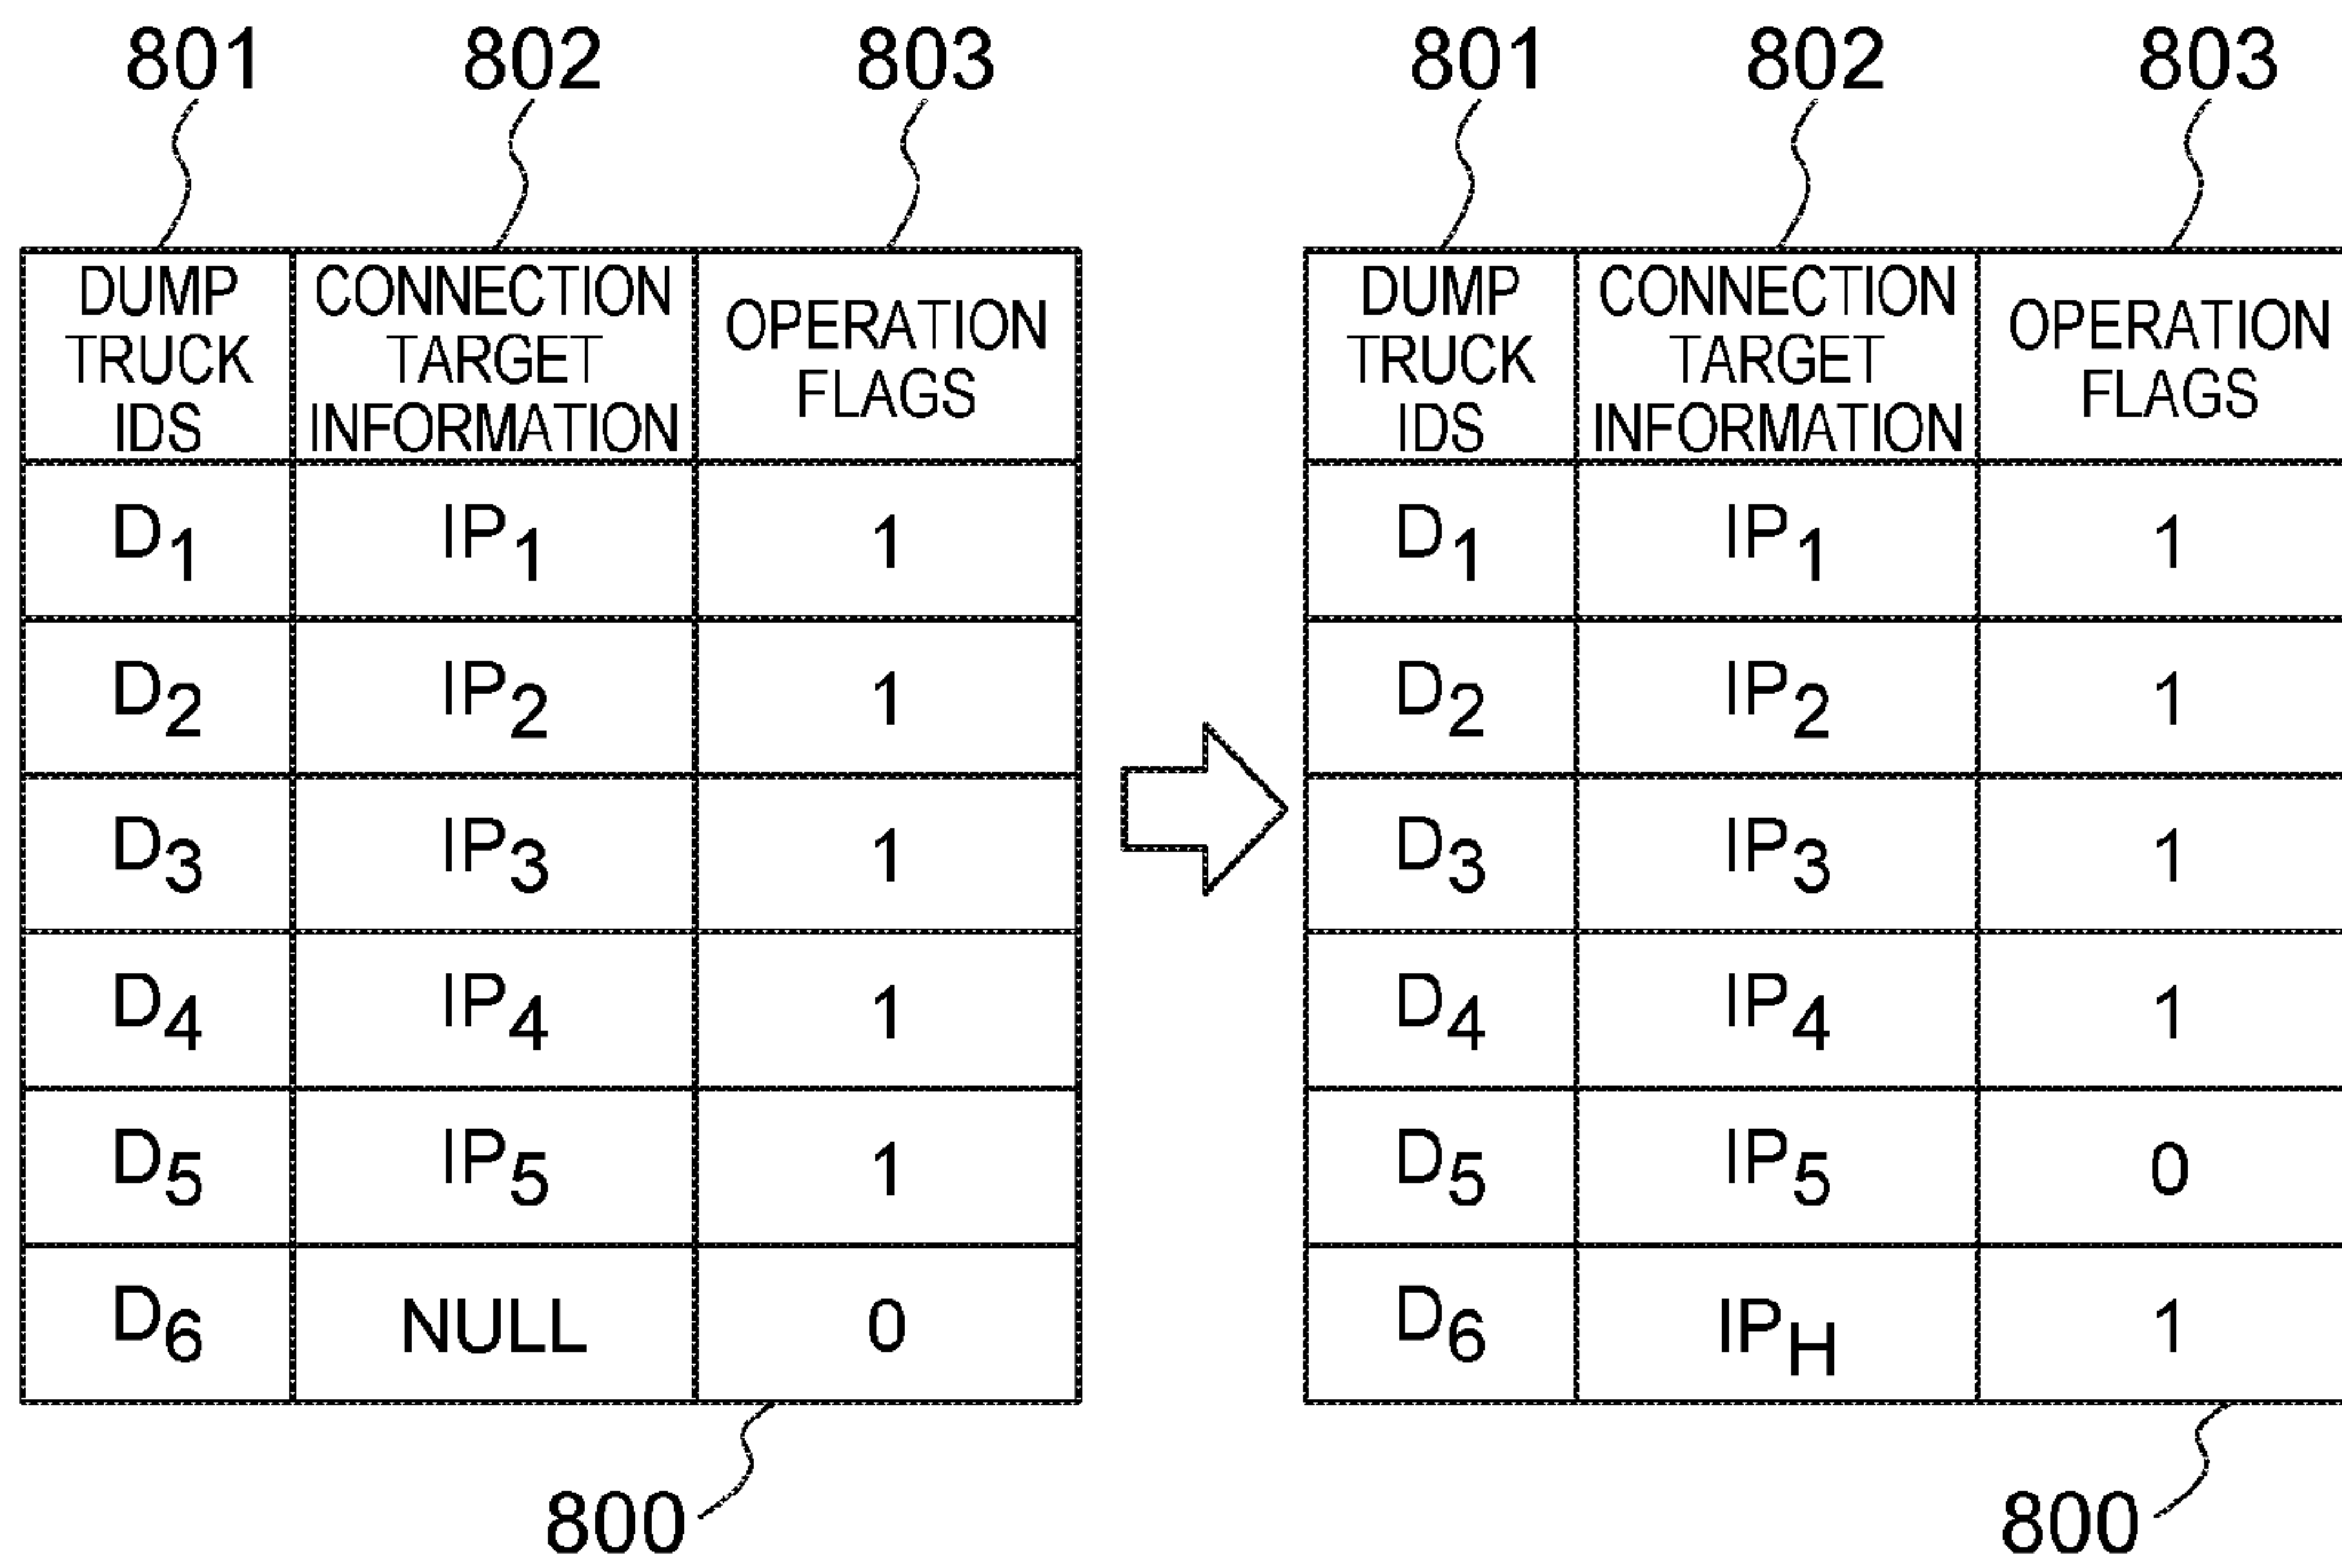 801 802 803 801 802 803
DUMP TRUCK IDS CONNECTION TARGET INFORMATION OPERATION FLAGS DUMP TRUCK IDS CONNECTION TARGET INFORMATION OPERATION FLAGS
D1 IP1 1 D1 IP1 1
D2 IP2 1 D2 IP2 1
D3 IP3 1 D3 IP3 1
D4 IP4 1 D4 IP4 1
D5 IP5 1 D5 IP5 0
D6 NULL 0 D6 IPH 1
800 800